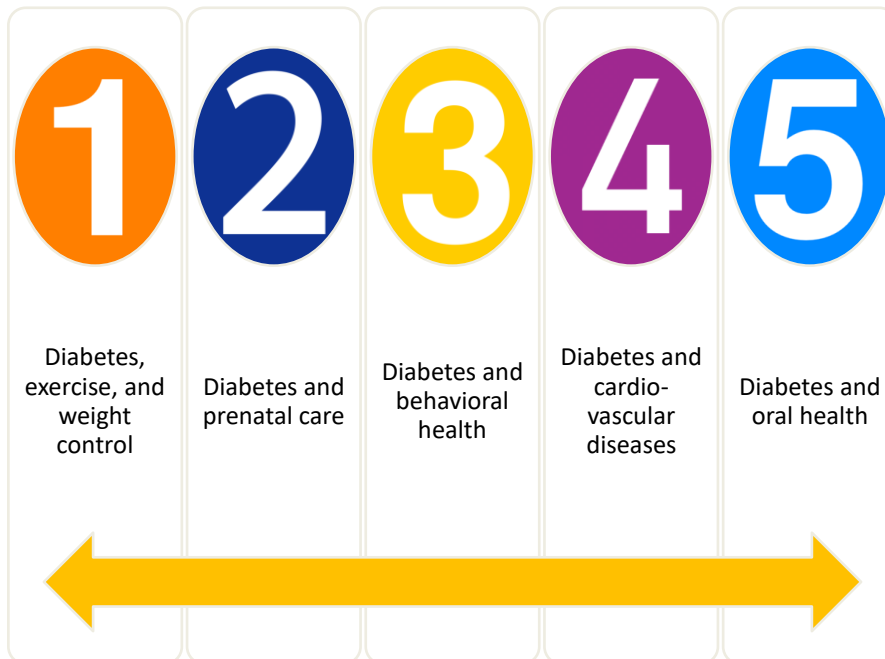 1
2
3
4
5
Diabetes,
exercise, and
weight
control
Diabetes and
prenatal care
Diabetes and
behavioral
health
Diabetes and
cardio-
vascular
diseases
Diabetes and
oral health